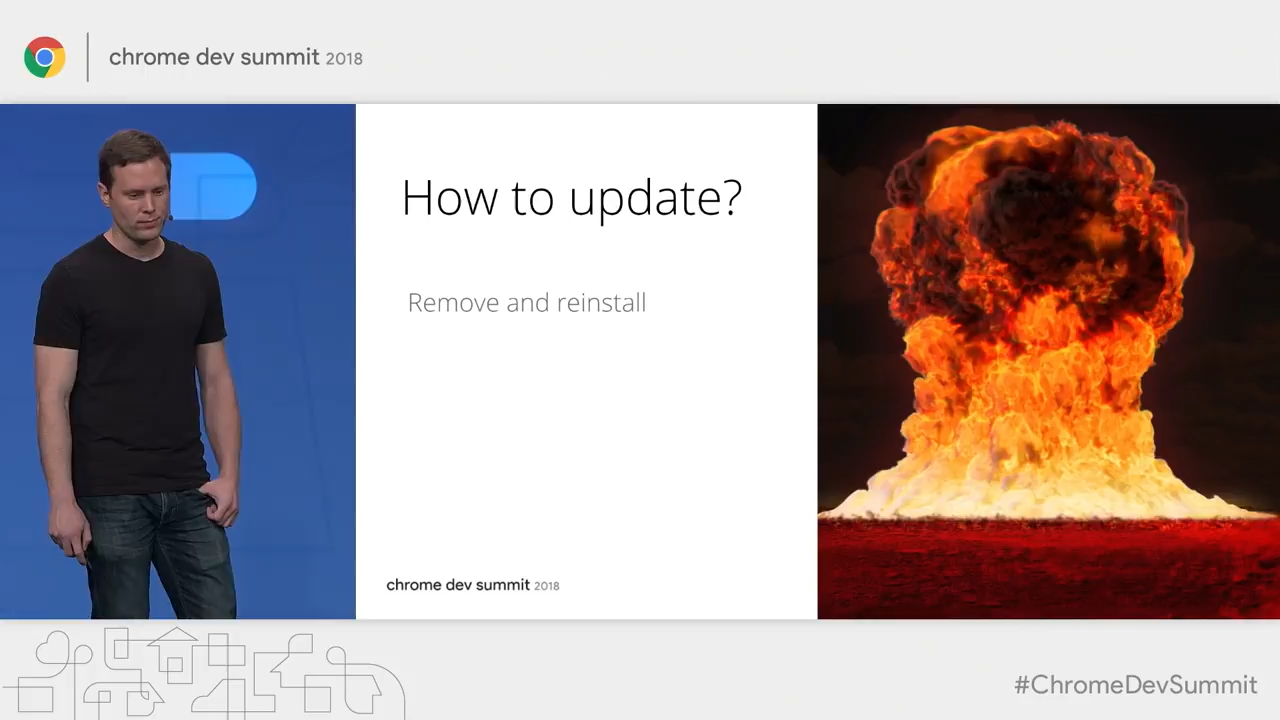 chrome dev summit 2018
How to update?
Remove and reinstall
chrome dev summit 2018
#ChromeDevSummit